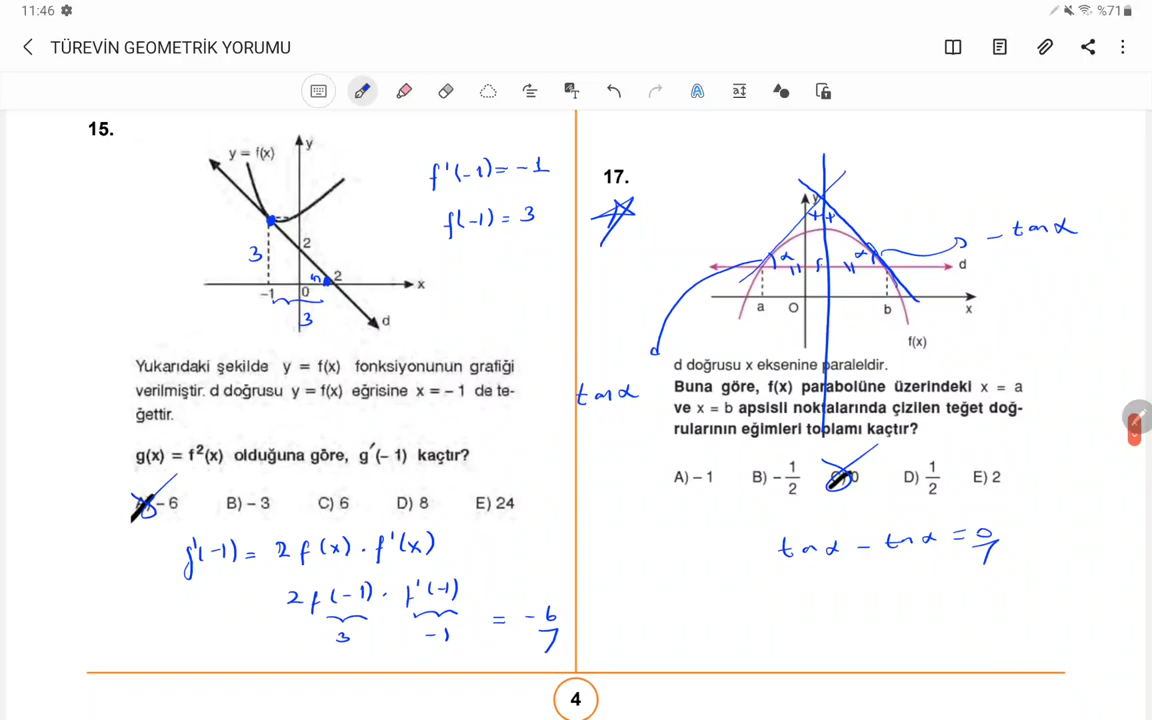 11:46
%71
TÜREVİN GEOMETRİK YORUMU
15.
y = f(x)
y
2
2
3
-1
0
x
3
d
f'(-1) = -1
f(-1) = 3
Yukarıdaki şekilde y = f(x) fonksiyonunun grafiği
verilmiştir. d doğrusu y = f(x) eğrisine x = – 1 de te-
ğettir.
g(x) = f²(x) olduğuna göre, g′(– 1) kaçtır?
– 6 B) – 3 C) 6 D) 8 E) 24
g'(-1) = 2 f(x) . f'(x)
2 f(-1) . f'(-1)
3 -1
= -6
17.
y
α
α
d
a
O
b
x
f(x)
- tanα
tanα
d doğrusu x eksenine paraleldir.
Buna göre, f(x) parabolüne üzerindeki x = a
ve x = b apsisli noktalarında çizilen teğet doğ-
rularının eğimleri toplamı kaçtır?
A) – 1 B) – 1/2 C) 0 D) 1/2 E) 2
tanα - tanα = 0
4